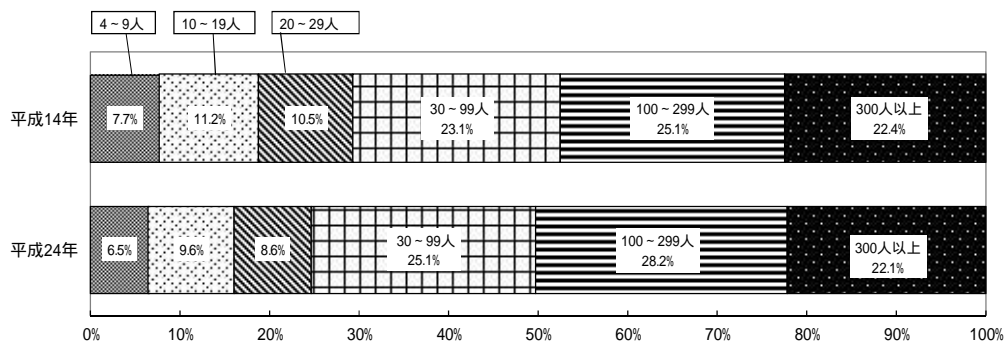 4～9人
10～19人
20～29人
平成14年
7.7%
11.2%
10.5%
30～99人
23.1%
100～299人
25.1%
300人以上
22.4%
平成24年
6.5%
9.6%
8.6%
30～99人
25.1%
100～299人
28.2%
300人以上
22.1%
0%
10%
20%
30%
40%
50%
60%
70%
80%
90%
100%